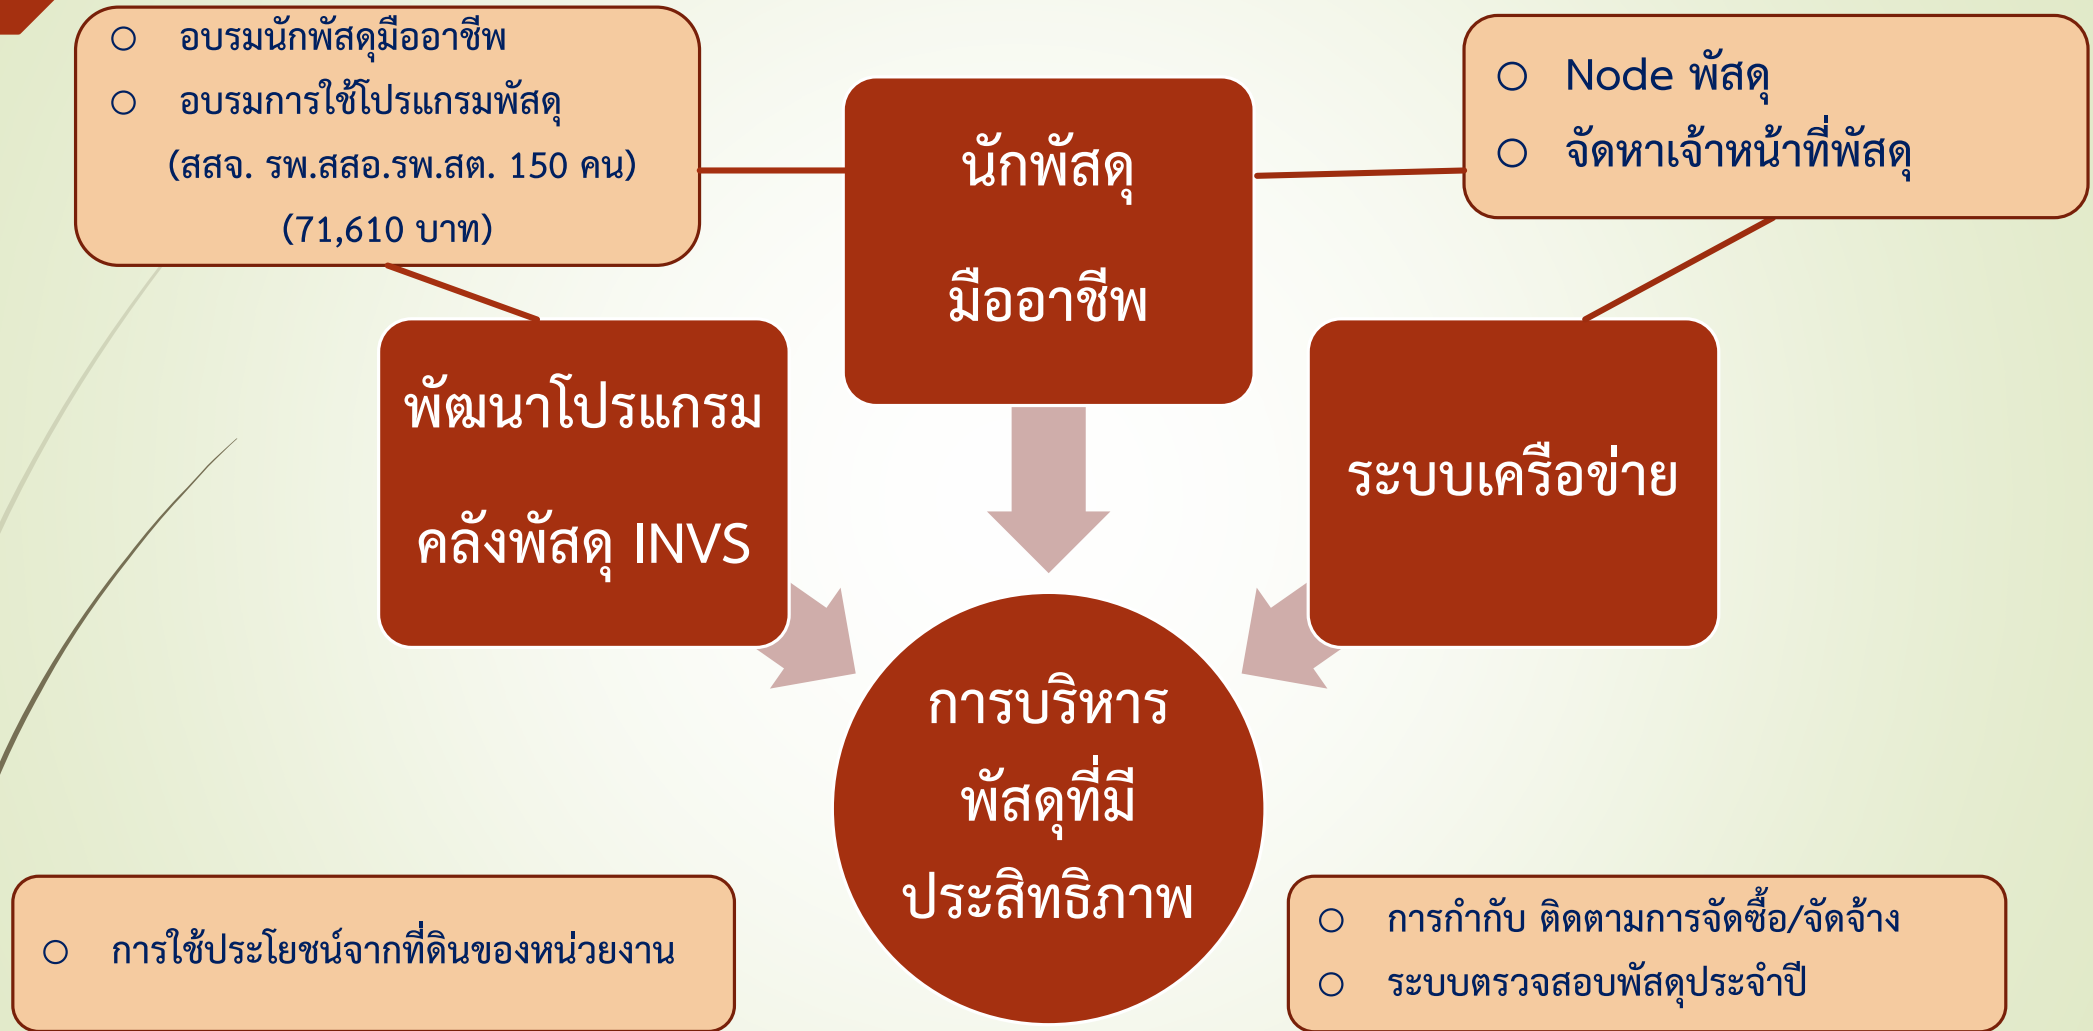 ○ อบรมนักพัสดุมืออาชีพ
○ อบรมการใช้โปรแกรมพัสดุ
(สสจ. รพ.สสอ.รพ.สต. 150 คน)
(71,610 บาท)
นักพัสดุ
มืออาชีพ
○ Node พัสดุ
○ จัดหาเจ้าหน้าที่พัสดุ
พัฒนาโปรแกรม
คลังพัสดุ INVS
ระบบเครือข่าย
การบริหาร
พัสดุที่มี
ประสิทธิภาพ
○ การใช้ประโยชน์จากที่ดินของหน่วยงาน
○ การกำกับ ติดตามการจัดซื้อ/จัดจ้าง
○ ระบบตรวจสอบพัสดุประจำปี